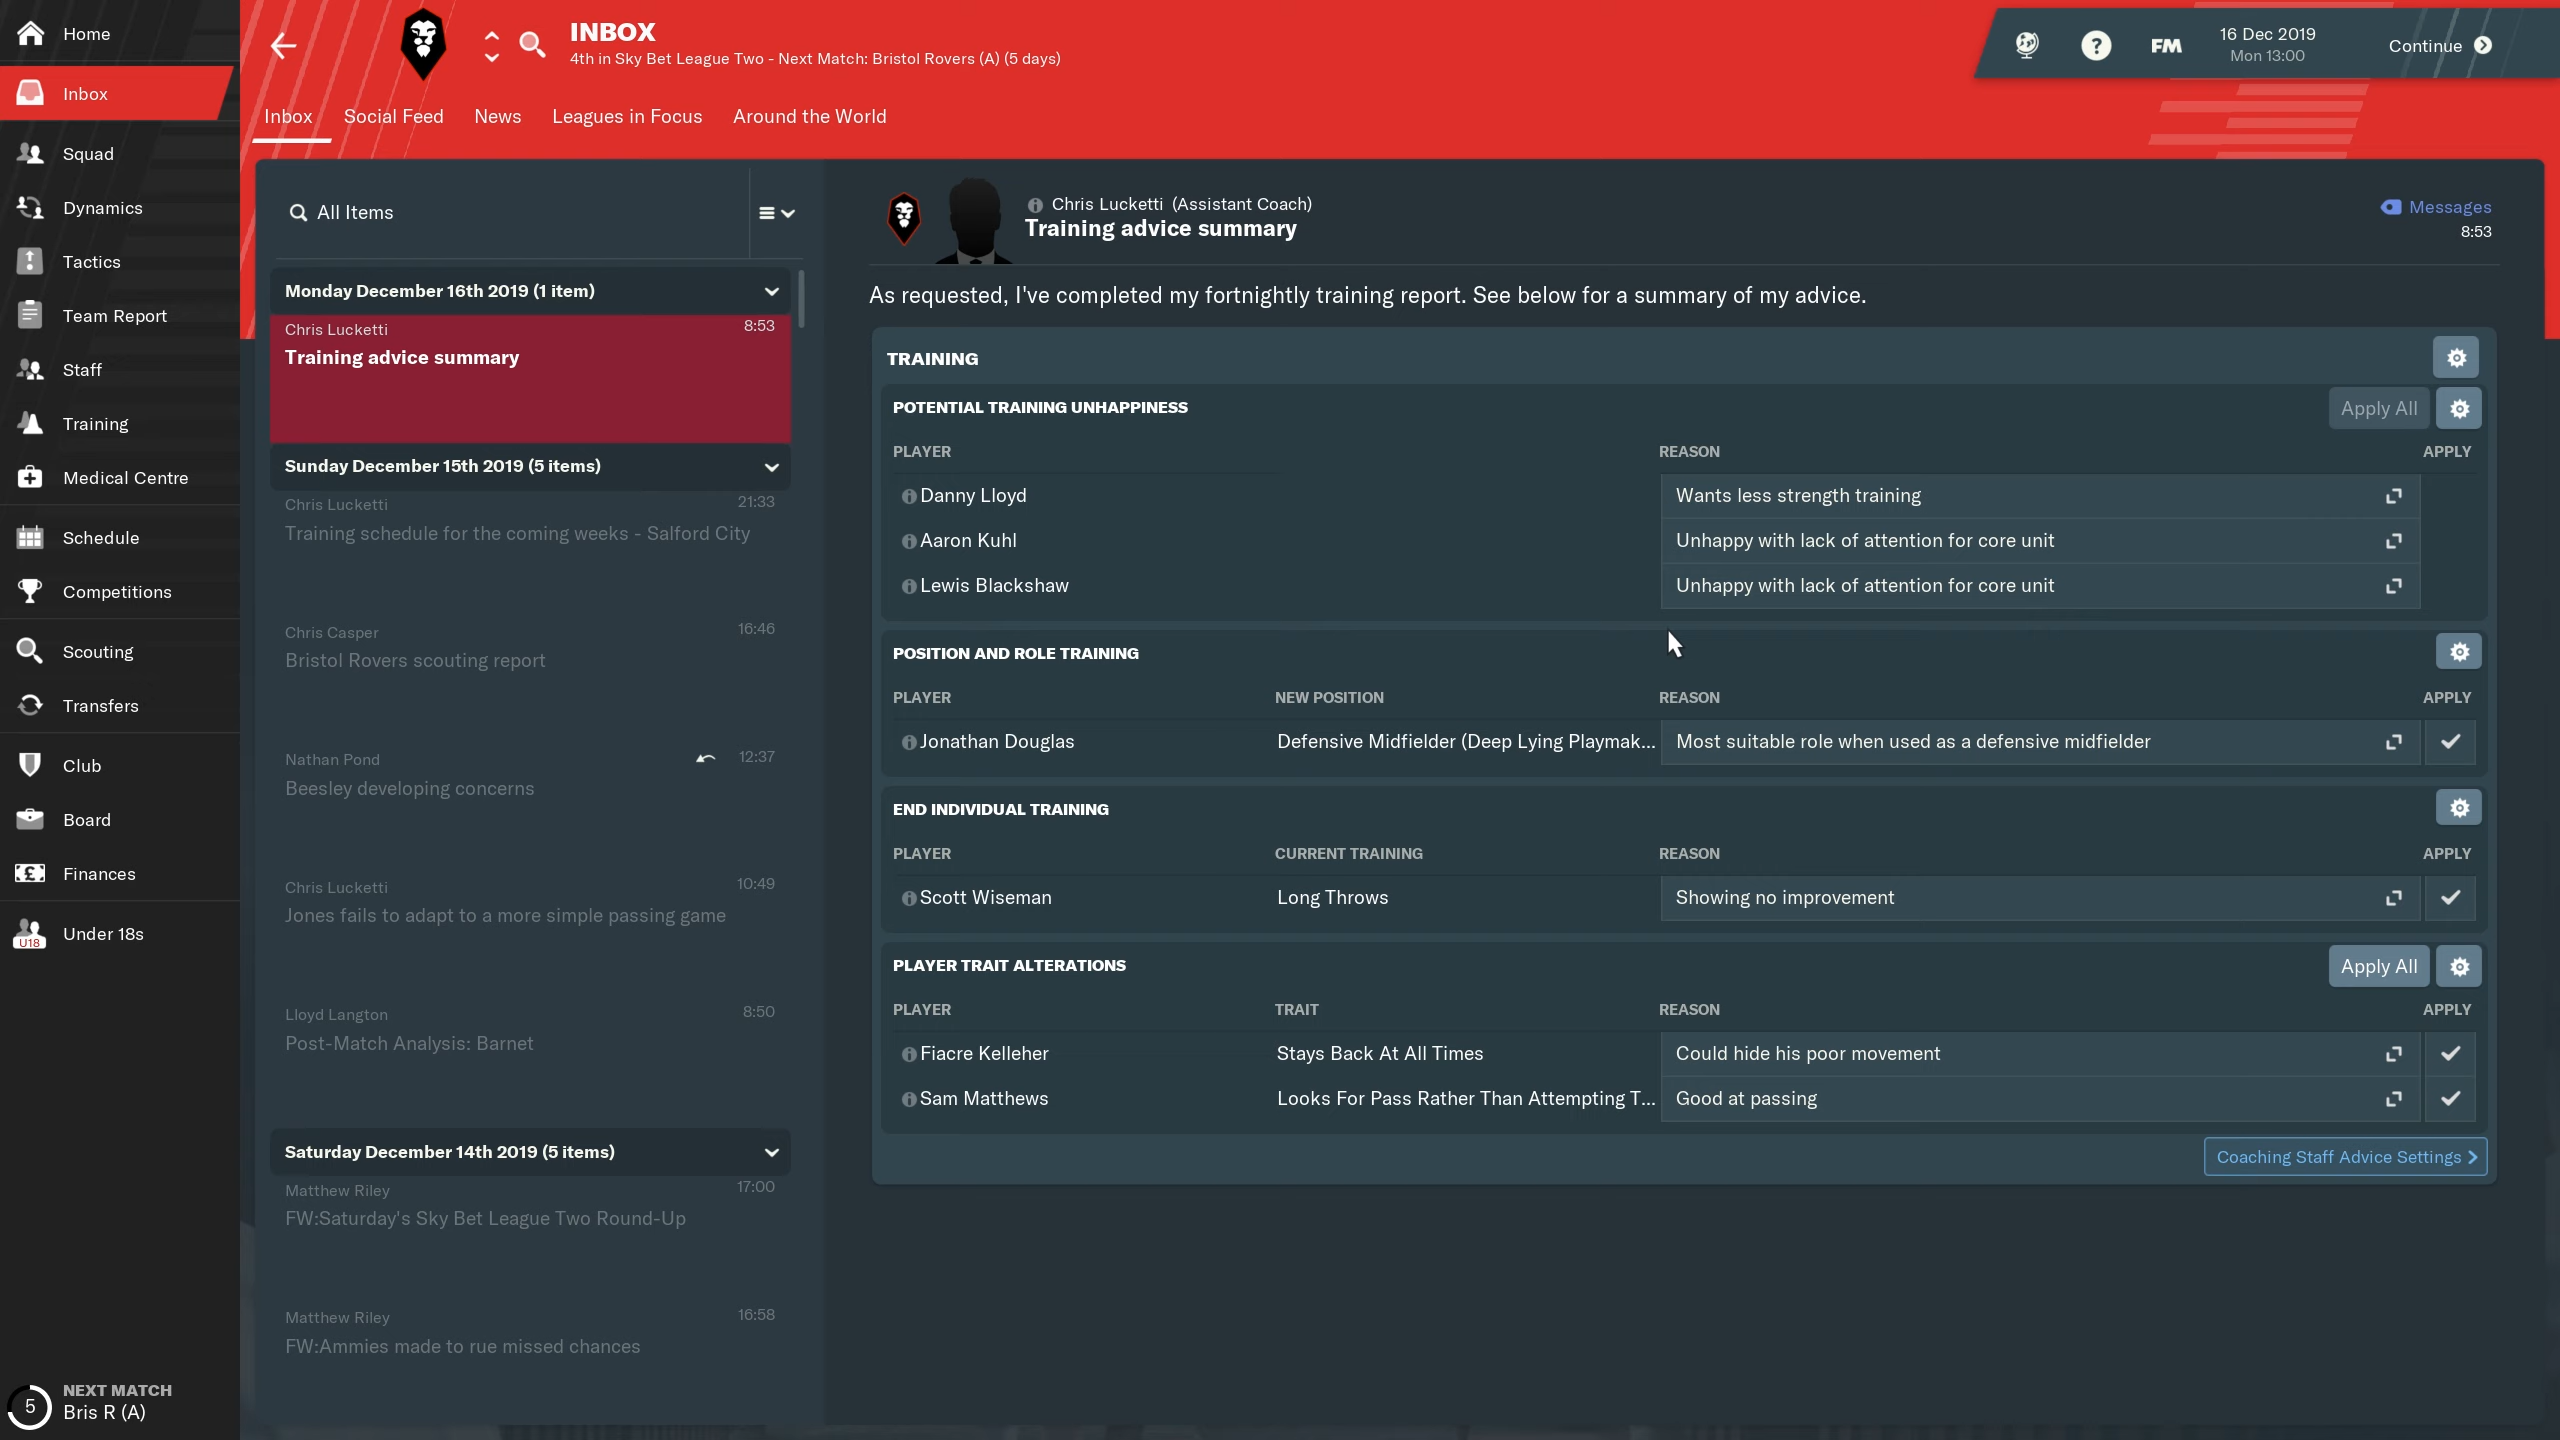 Home
Inbox
Squad
Dynamics
Tactics
Team Report
Staff
Training
Medical Centre
Schedule
Competitions
Scouting
Transfers
Club
Board
Finances
U18
Under 18s
5
NEXT MATCH
Bris R (A)
INBOX
4th in Sky Bet League Two - Next Match: Bristol Rovers (A) (5 days)
?
FM
16 Dec 2019
Mon 13:00
Continue
Inbox
Social Feed
News
Leagues in Focus
Around the World
All Items
Monday December 16th 2019 (1 item)
Chris Lucketti
8:53
Training advice summary
Sunday December 15th 2019 (5 items)
Chris Lucketti
21:33
Training schedule for the coming weeks - Salford City
Chris Casper
16:46
Bristol Rovers scouting report
Nathan Pond
12:37
Beesley developing concerns
Chris Lucketti
10:49
Jones fails to adapt to a more simple passing game
Lloyd Langton
8:50
Post-Match Analysis: Barnet
Saturday December 14th 2019 (5 items)
Matthew Riley
17:00
FW:Saturday's Sky Bet League Two Round-Up
Matthew Riley
16:58
FW:Ammies made to rue missed chances
Chris Lucketti (Assistant Coach)
Training advice summary
Messages
8:53
As requested, I've completed my fortnightly training report. See below for a summary of my advice.
TRAINING
POTENTIAL TRAINING UNHAPPINESS
Apply All
PLAYER REASON APPLY
Danny Lloyd Wants less strength training
Aaron Kuhl Unhappy with lack of attention for core unit
Lewis Blackshaw Unhappy with lack of attention for core unit
POSITION AND ROLE TRAINING
PLAYER NEW POSITION REASON APPLY
Jonathan Douglas Defensive Midfielder (Deep Lying Playmak... Most suitable role when used as a defensive midfielder
END INDIVIDUAL TRAINING
PLAYER CURRENT TRAINING REASON APPLY
Scott Wiseman Long Throws Showing no improvement
PLAYER TRAIT ALTERATIONS
Apply All
PLAYER TRAIT REASON APPLY
Fiacre Kelleher Stays Back At All Times Could hide his poor movement
Sam Matthews Looks For Pass Rather Than Attempting T... Good at passing
Coaching Staff Advice Settings